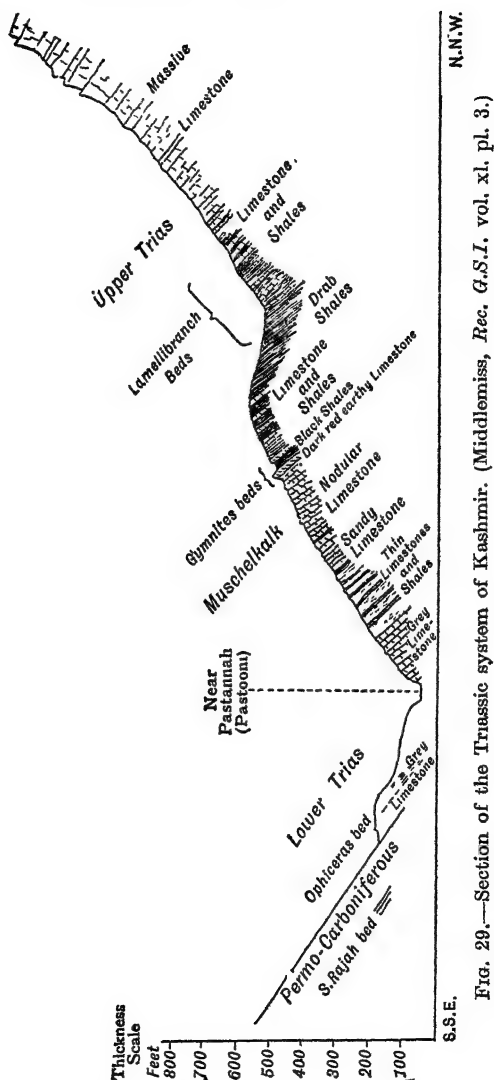 Thickness
Scale
Feet
800
700
600
500
400
300
200
100
S.S.E.
N.N.W.
Permo-Carboniferous
S.Rajah bed
Ophiceras bed
Lower Trias
Grey
Limestone
Near
Pastannah
(Pastooni)
Muschelkalk
Grey
Lime-
stone
Thin
Limestones
and
Shales
Sandy
Limestone
Nodular
Limestone
Gymnites beds
Dark red earthy Limestone
Black Shales
Limestone
and
Shales
Lamellibranch
Beds
Drab
Shales
Upper Trias
Limestone,
and
Shales
Massive
Limestone
FIG. 29.—Section of the Triassic system of Kashmir. (Middlemiss, Rec. G.S.I. vol. xl. pl. 3.)